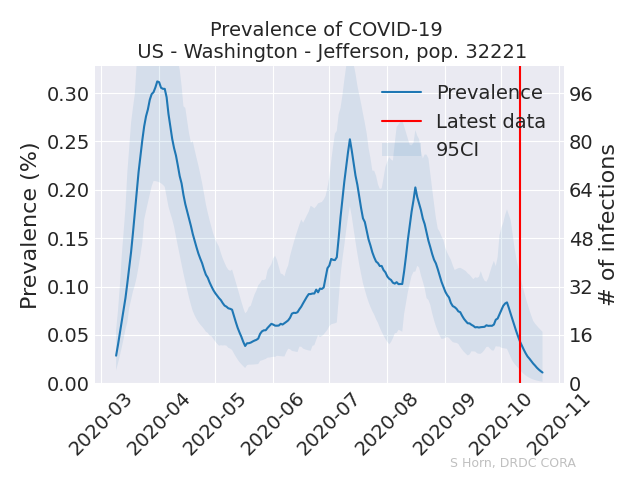 Prevalence of COVID-19
US - Washington - Jefferson, pop. 32221
Prevalence (%)
0.30
0.25
0.20
0.15
0.10
0.05
0.00
Prevalence
Latest data
95CI
96
80
64
48
32
16
0
# of infections
2020-03
2020-04
2020-05
2020-06
2020-07
2020-08
2020-09
2020-10
2020-11
S Horn, DRDC CORA